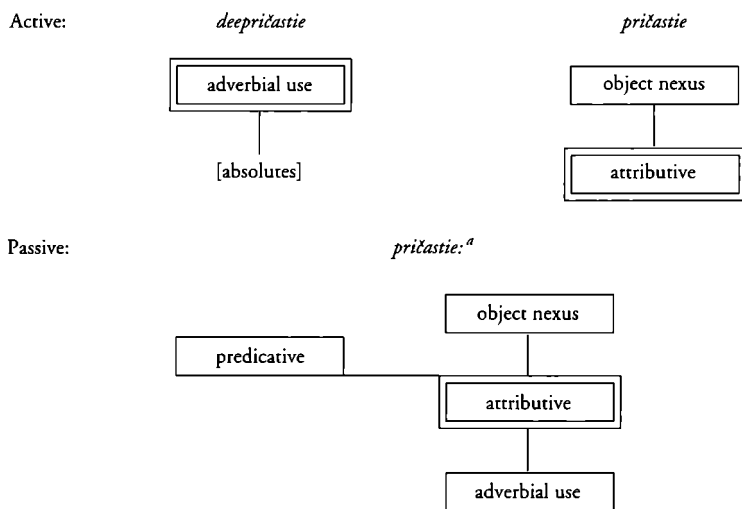 Active: deepričastie pričastie
adverbial use object nexus
[absolutes] attributive
Passive: pričastie: a
object nexus
predicative
attributive
adverbial use